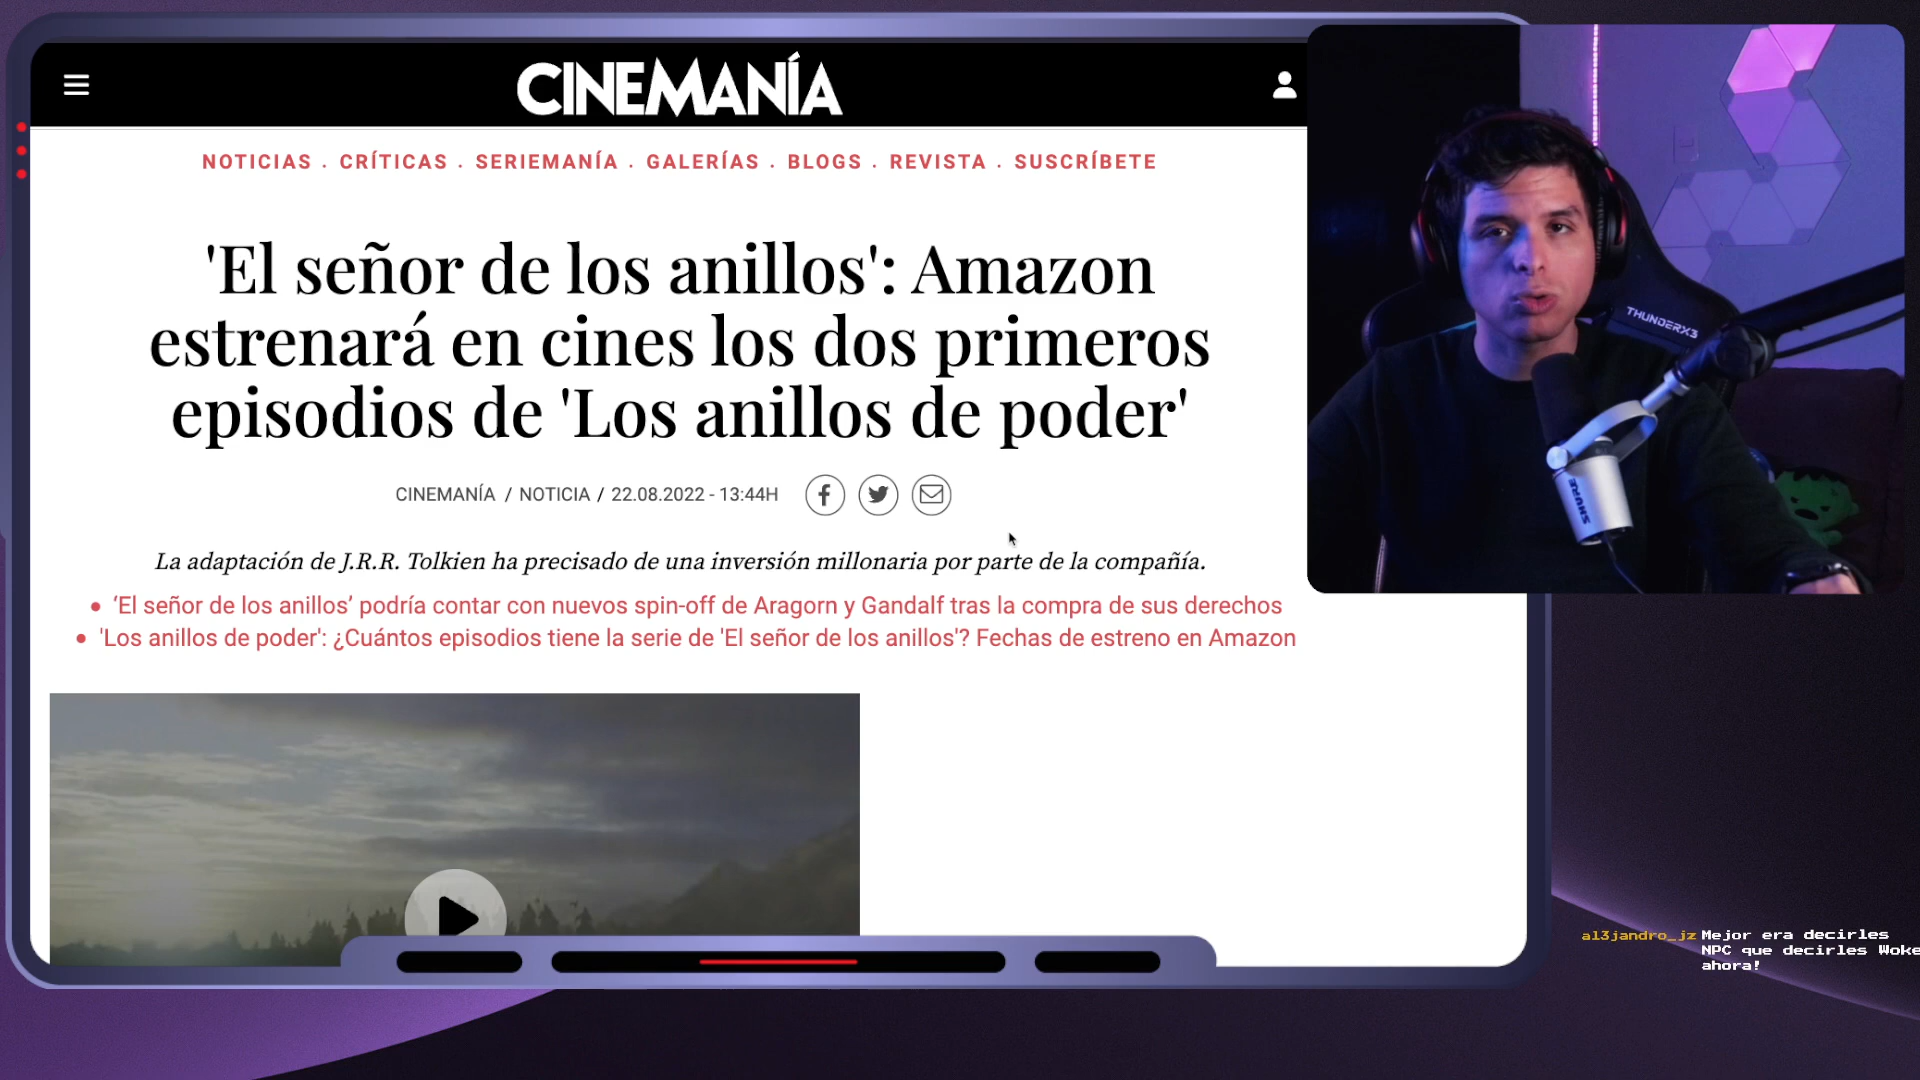 CINEMANÍA
NOTICIAS . CRÍTICAS . SERIEMANÍA . GALERÍAS . BLOGS . REVISTA . SUSCRÍBETE
'El señor de los anillos': Amazon
estrenará en cines los dos primeros
episodios de 'Los anillos de poder'
CINEMANÍA / NOTICIA / 22.08.2022 - 13:44H
La adaptación de J.R.R. Tolkien ha precisado de una inversión millonaria por parte de la compañía.
• ‘El señor de los anillos’ podría contar con nuevos spin-off de Aragorn y Gandalf tras la compra de sus derechos
• 'Los anillos de poder': ¿Cuántos episodios tiene la serie de 'El señor de los anillos'? Fechas de estreno en Amazon
THUNDERX3
SHURE
al3jandro_jz Mejor era decirles
NPC que decirles Woke
ahora!